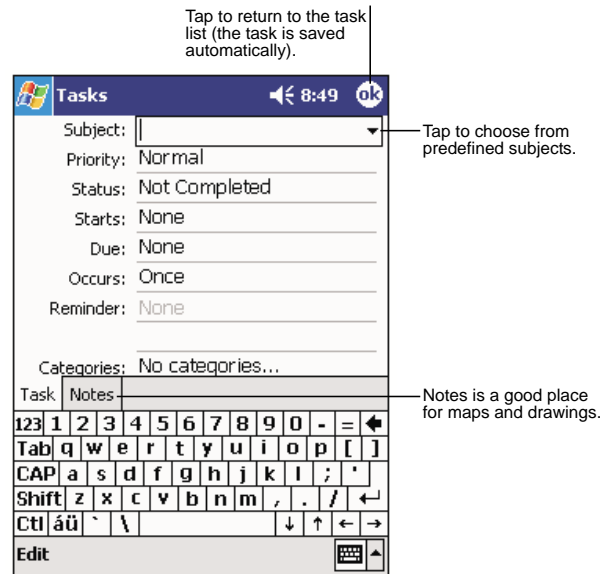 Tap to return to the task
list (the task is saved
automatically).
Tasks 8:49 ok
Subject:
Tap to choose from
predefined subjects.
Priority: Normal
Status: Not Completed
Starts: None
Due: None
Occurs: Once
Reminder: None
Categories: No categories...
Task Notes
Notes is a good place
for maps and drawings.
123 1 2 3 4 5 6 7 8 9 0 - = 
Tab q w e r t y u i o p [ ]
CAP a s d f g h j k l ; '
Shift z x c v b n m , . / ↵
Ctl áü ` \ ↓ ↑ ← →
Edit